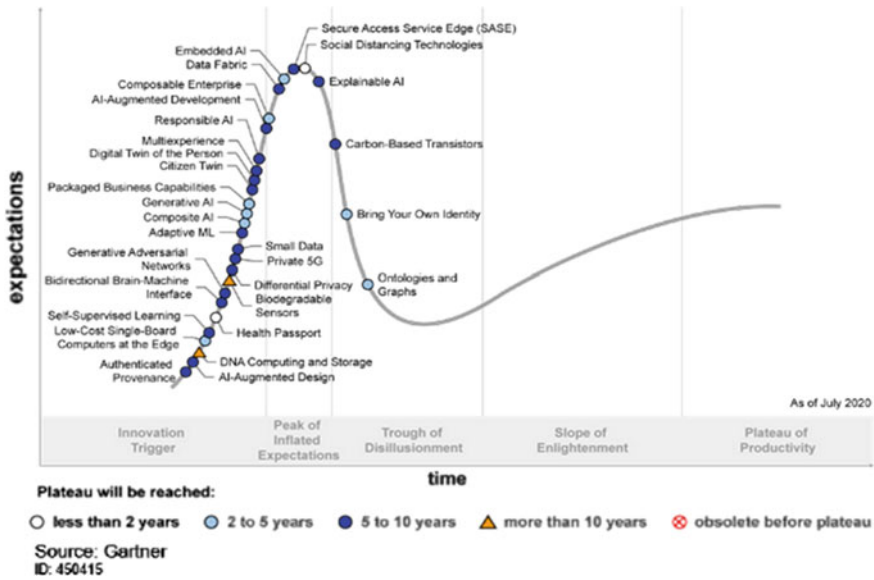 Secure Access Service Edge (SASE)
Social Distancing Technologies
Embedded AI
Data Fabric
Explainable AI
Composable Enterprise
AI-Augmented Development
Responsible AI
Multiexperience
Carbon-Based Transistors
Digital Twin of the Person
Citizen Twin
Packaged Business Capabilities
Generative AI
Bring Your Own Identity
Composite AI
Adaptive ML
Small Data
Generative Adversarial
Networks
Private 5G
Ontologies and
Graphs
Bidirectional Brain-Machine
Interface
Differential Privacy
Biodegradable
Sensors
Self-Supervised Learning
Low-Cost Single-Board
Computers at the Edge
Health Passport
Authenticated
Provenance
DNA Computing and Storage
AI-Augmented Design
expectations
As of July 2020
Innovation
Trigger
Peak of
Inflated
Expectations
Trough of
Disillusionment
Slope of
Enlightenment
Plateau of
Productivity
time
Plateau will be reached:
less than 2 years
2 to 5 years
5 to 10 years
more than 10 years
obsolete before plateau
Source: Gartner
ID: 450415